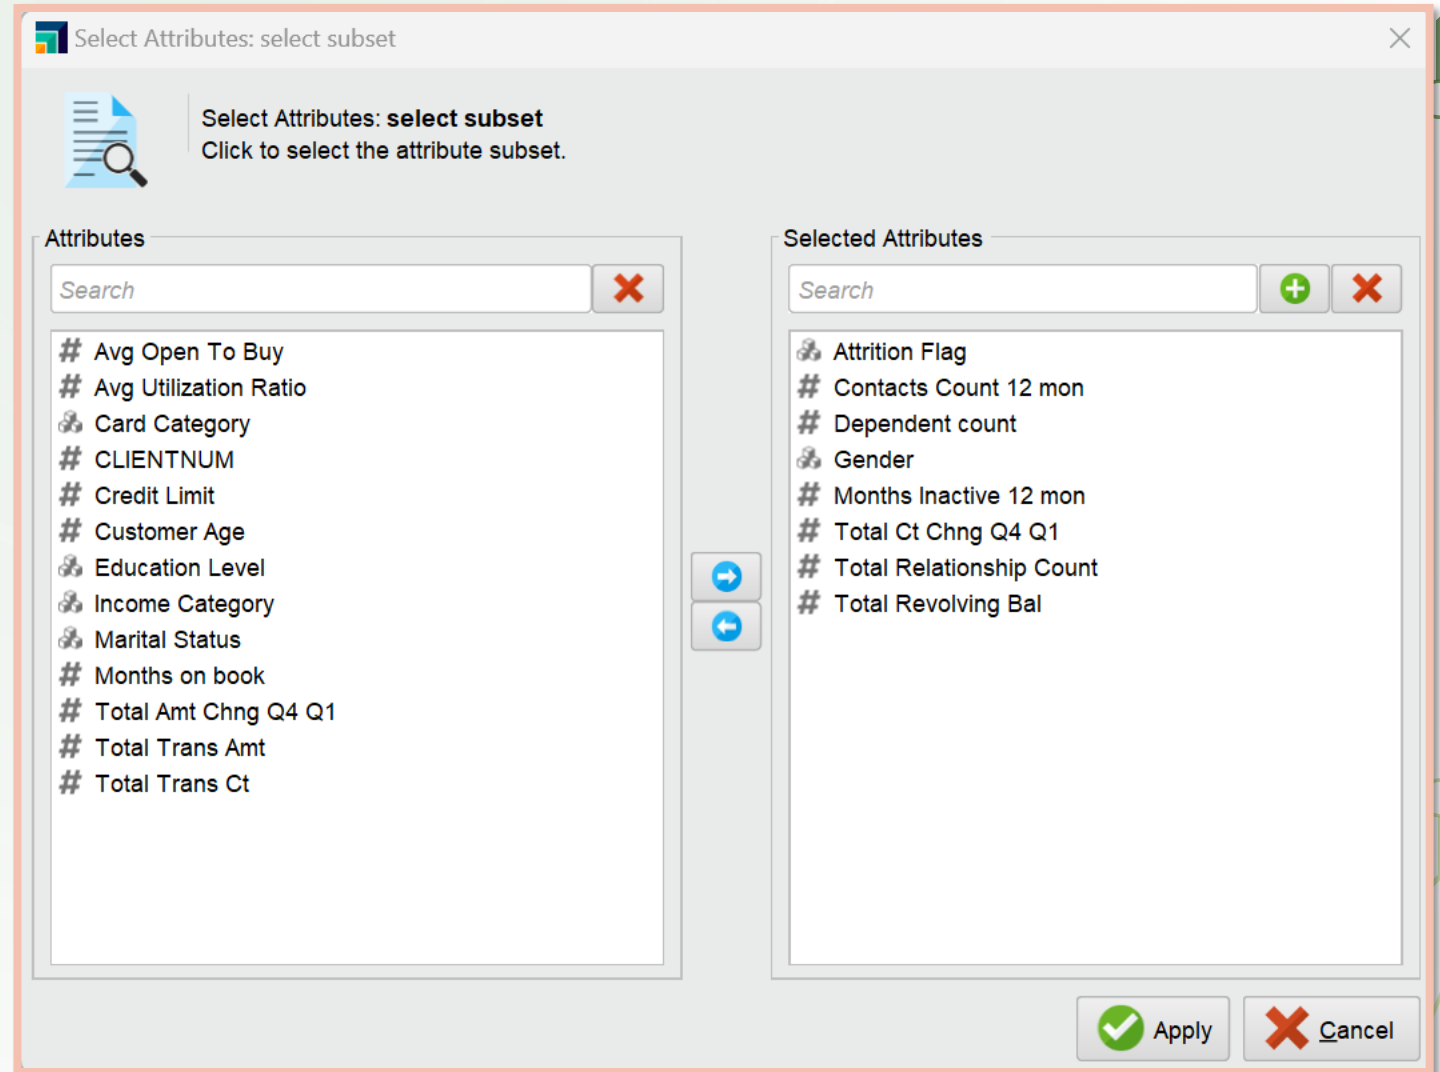 Select Attributes: select subset
Select Attributes: select subset
Click to select the attribute subset.
Attributes
Search
Avg Open To Buy
Avg Utilization Ratio
Card Category
CLIENTNUM
Credit Limit
Customer Age
Education Level
Income Category
Marital Status
Months on book
Total Amt Chng Q4 Q1
Total Trans Amt
Total Trans Ct
Selected Attributes
Search
Attrition Flag
Contacts Count 12 mon
Dependent count
Gender
Months Inactive 12 mon
Total Ct Chng Q4 Q1
Total Relationship Count
Total Revolving Bal
Apply
Cancel